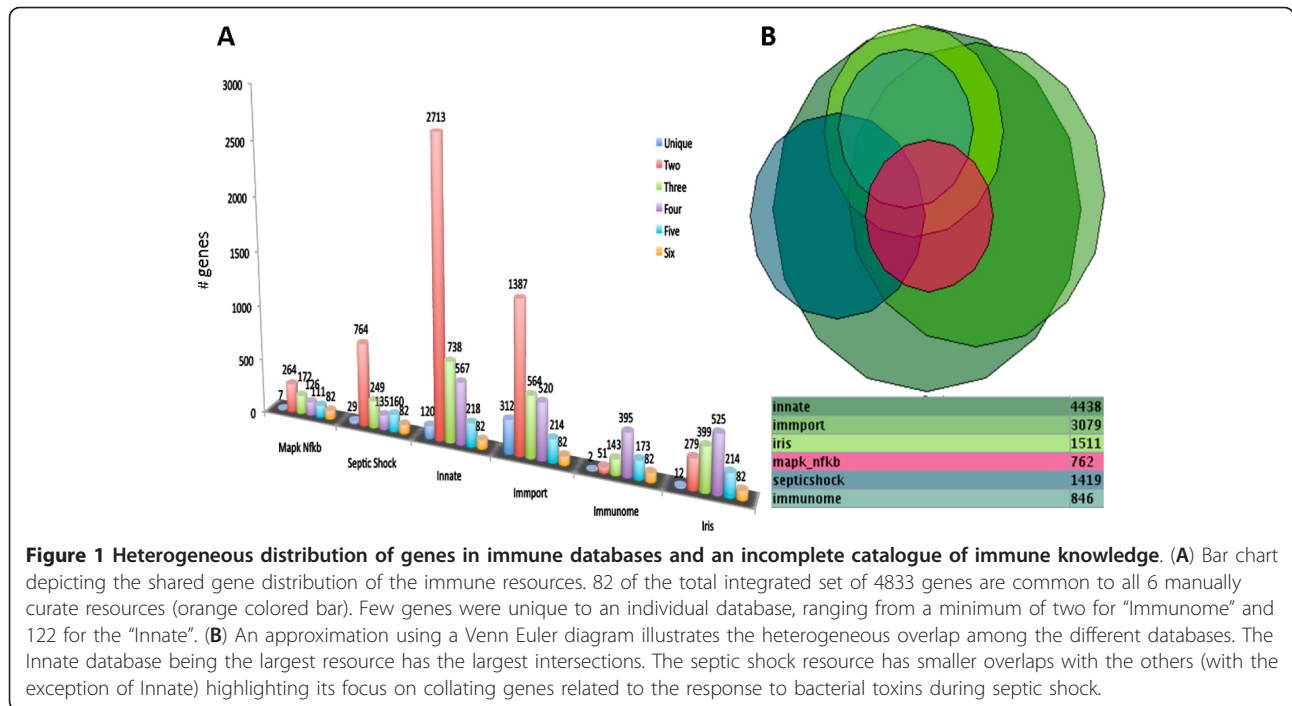 A
B
3000
2500
2000
1500
1000
500
0
# genes
Unique
Two
Three
Four
Five
Six
7
264
172
126
111
82
29
764
249
135
160
82
120
2713
738
567
218
82
312
1387
564
520
214
82
2
51
143
395
173
82
12
279
399
525
214
82
Mapk Nfkb
Septic Shock
Innate
Immport
Immunome
Iris
innate 4438
immport 3079
iris 1511
mapk_nfkb 762
septicshock 1419
immunome 846
Figure 1 Heterogeneous distribution of genes in immune databases and an incomplete catalogue of immune knowledge. (A) Bar chart
depicting the shared gene distribution of the immune resources. 82 of the total integrated set of 4833 genes are common to all 6 manually
curate resources (orange colored bar). Few genes were unique to an individual database, ranging from a minimum of two for “Immunome” and
122 for the “Innate”. (B) An approximation using a Venn Euler diagram illustrates the heterogeneous overlap among the different databases. The
Innate database being the largest resource has the largest intersections. The septic shock resource has smaller overlaps with the others (with the
exception of Innate) highlighting its focus on collating genes related to the response to bacterial toxins during septic shock.